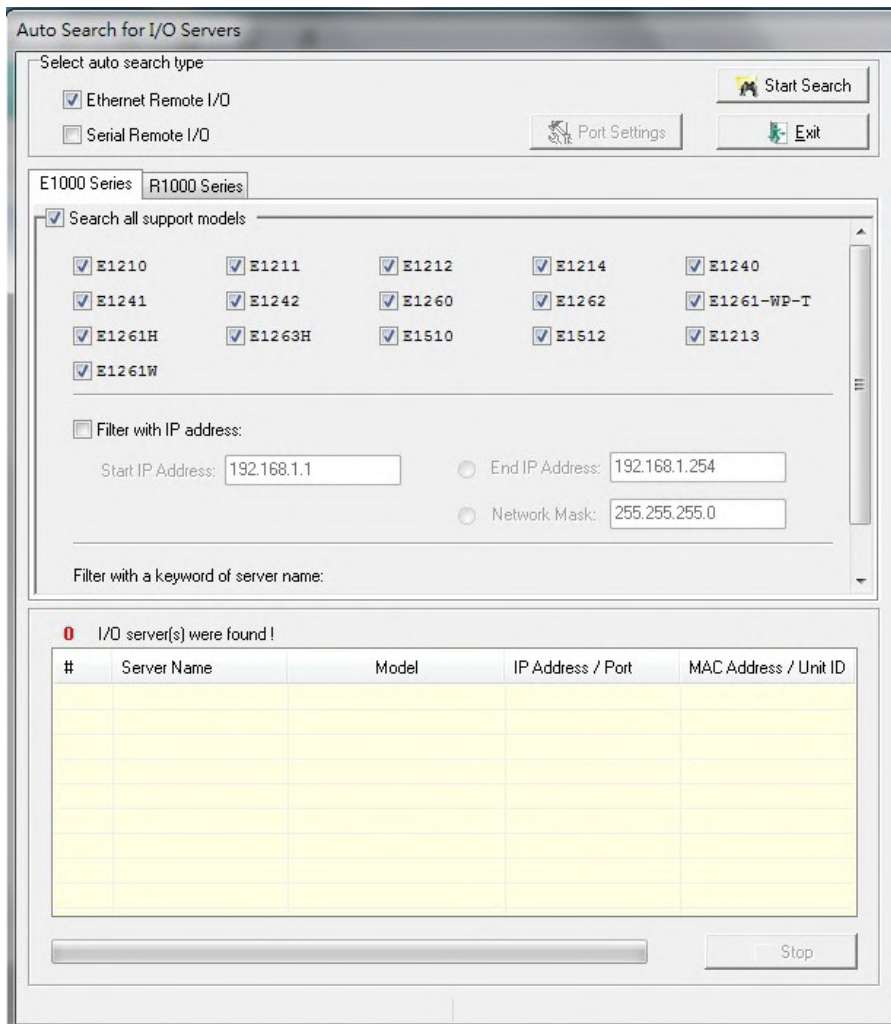 Auto Search for I/O Servers
Select auto search type
Ethernet Remote I/O
Serial Remote I/O
Port Settings
Start Search
Exit
E1000 Series R1000 Series
Search all support models
E1210 E1211 E1212 E1214 E1240
E1241 E1242 E1260 E1262 E1261-WP-T
E1261H E1263H E1510 E1512 E1213
E1261W
Filter with IP address:
Start IP Address: 192.168.1.1 End IP Address: 192.168.1.254
Network Mask: 255.255.255.0
Filter with a keyword of server name:
0 I/O server(s) were found !
# Server Name Model IP Address / Port MAC Address / Unit ID
Stop